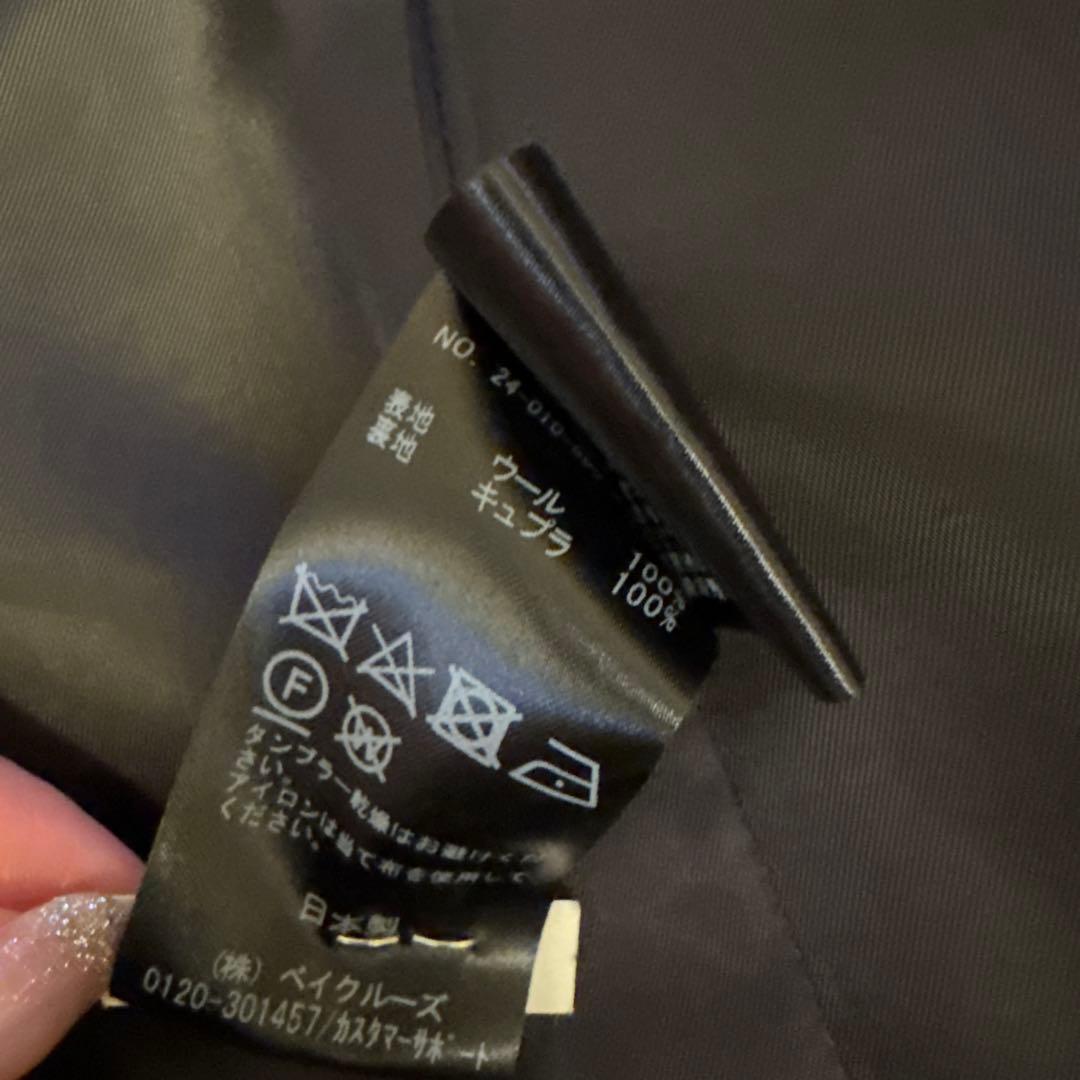 NO. 24-010-
表地 ウール 100%
裏地 キュプラ 100%
F
W
タンブラー乾燥はお避けくだ
さい。
アイロンは当て布を使用して
ください。
日本製
(株) ベイクルーズ
0120-301457/カスタマーサポート